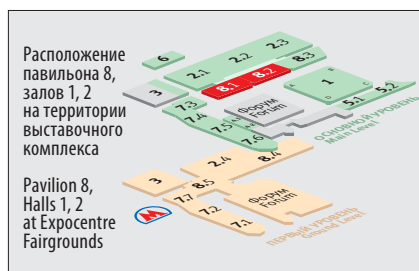 Расположение
павильона 8,
залов 1, 2
на территории
выставочного
комплекса
Pavilion 8,
Halls 1, 2
at Expocentre
Fairgrounds
6
2.1
2.2
2.3
8.1
8.2
8.3
3
1
7.3
7.4
7.5
7.6
Форум
Forum
5.1
5.2
ОСНОВНОЙ УРОВЕНЬ
Main Level
3
2.4
8.4
8.5
7.7
7.2
7.1
Форум
Forum
ПЕРВЫЙ УРОВЕНЬ
Ground Level
М